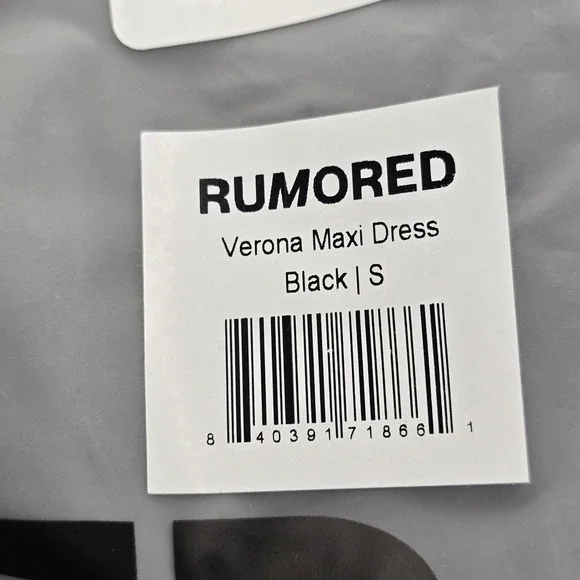 RUMORED
Verona Maxi Dress
Black | S
8 40391 71866 1